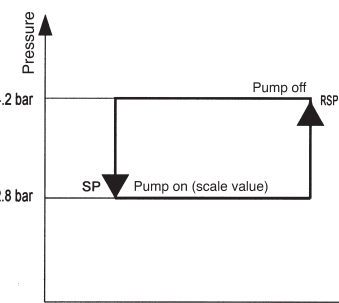 Pressure
Pump off
.2 bar
RSP
SP
Pump on (scale value)
2.8 bar